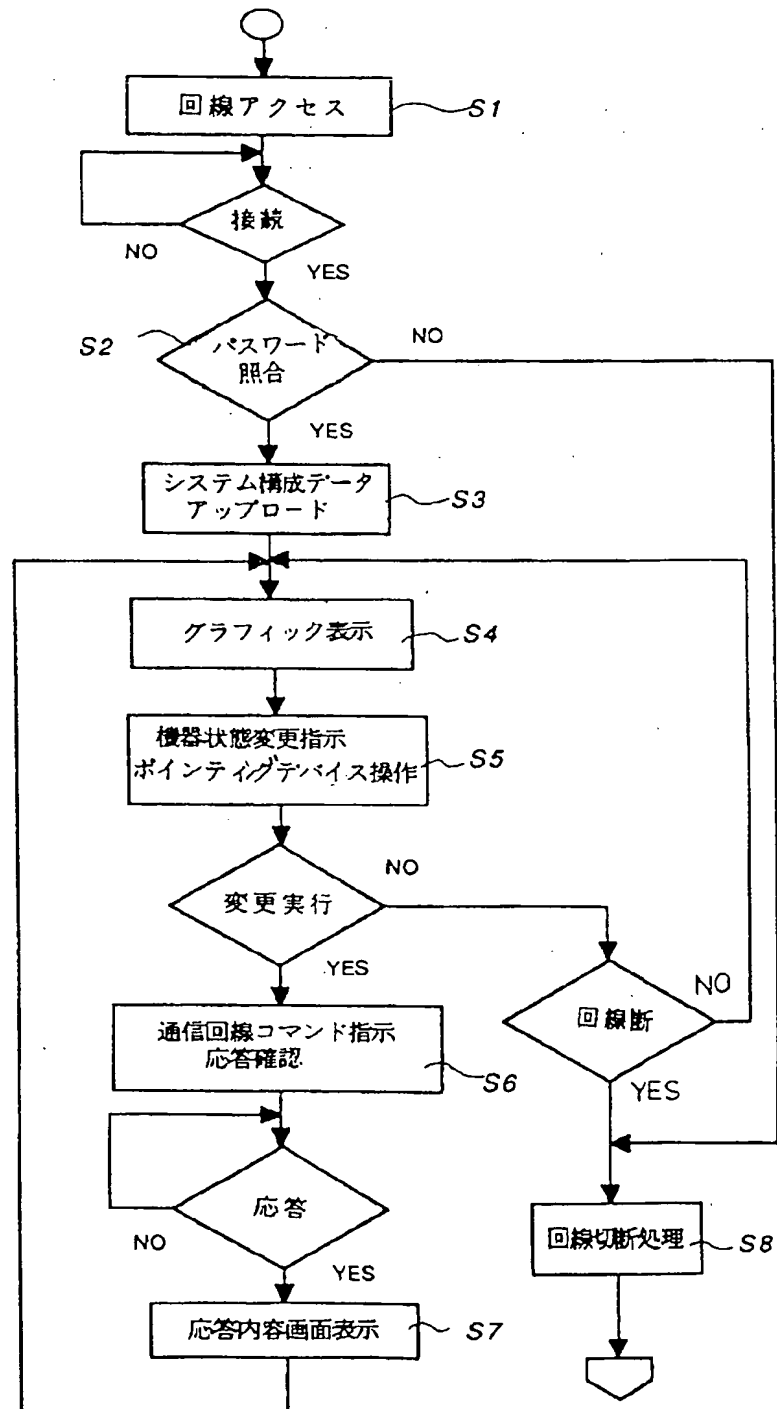 回線アクセス
S1
接続
NO
YES
S2
パスワード
照合
NO
YES
システム構成データ
アップロード
S3
グラフィック表示
S4
機器状態変更指示
ポインティングデバイス操作
S5
変更実行
NO
YES
回線断
NO
YES
通信回線コマンド指示
応答確認
S6
応答
NO
YES
回線切断処理
S8
応答内容画面表示
S7